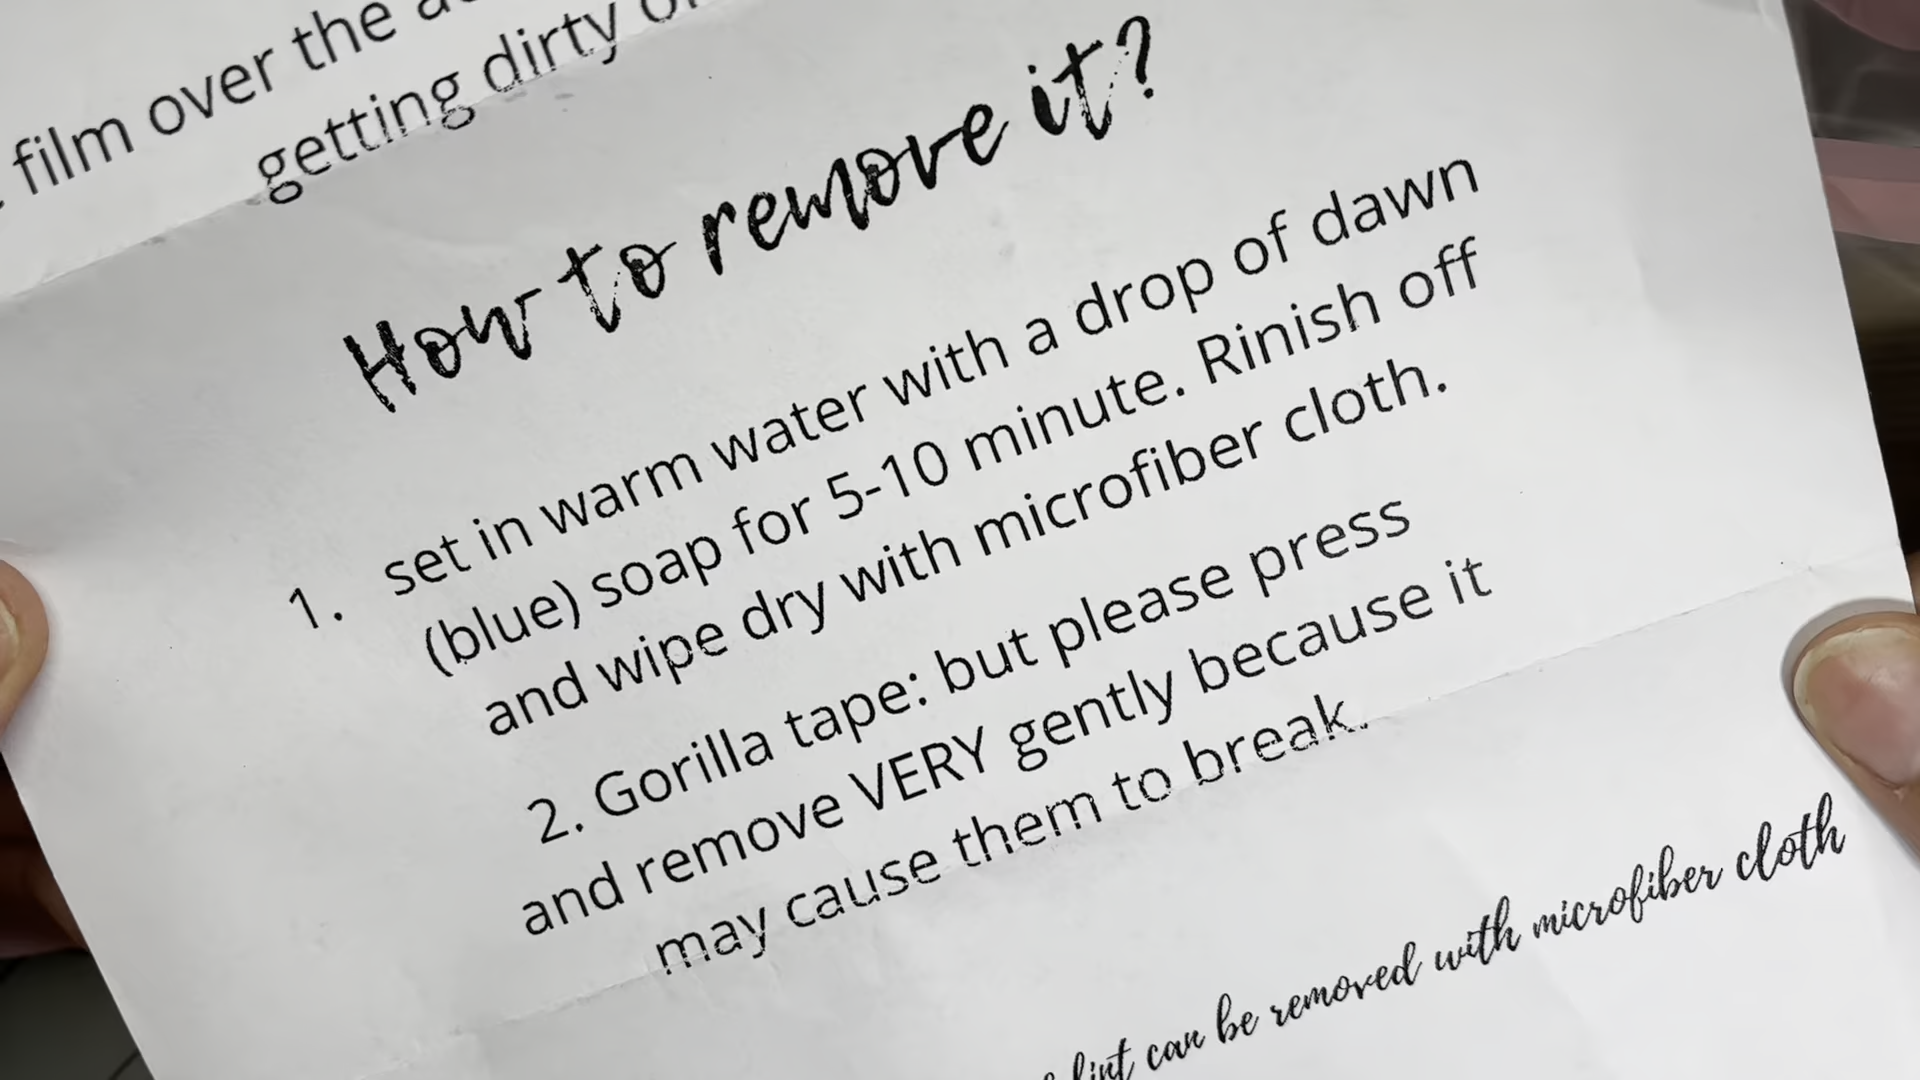 film over the
getting dirty
How to remove it?
1. set in warm water with a drop of dawn
(blue) soap for 5-10 minute. Rinish off
and wipe dry with microfiber cloth.
2. Gorilla tape: but please press
and remove VERY gently because it
may cause them to break.
lint can be removed with microfiber cloth